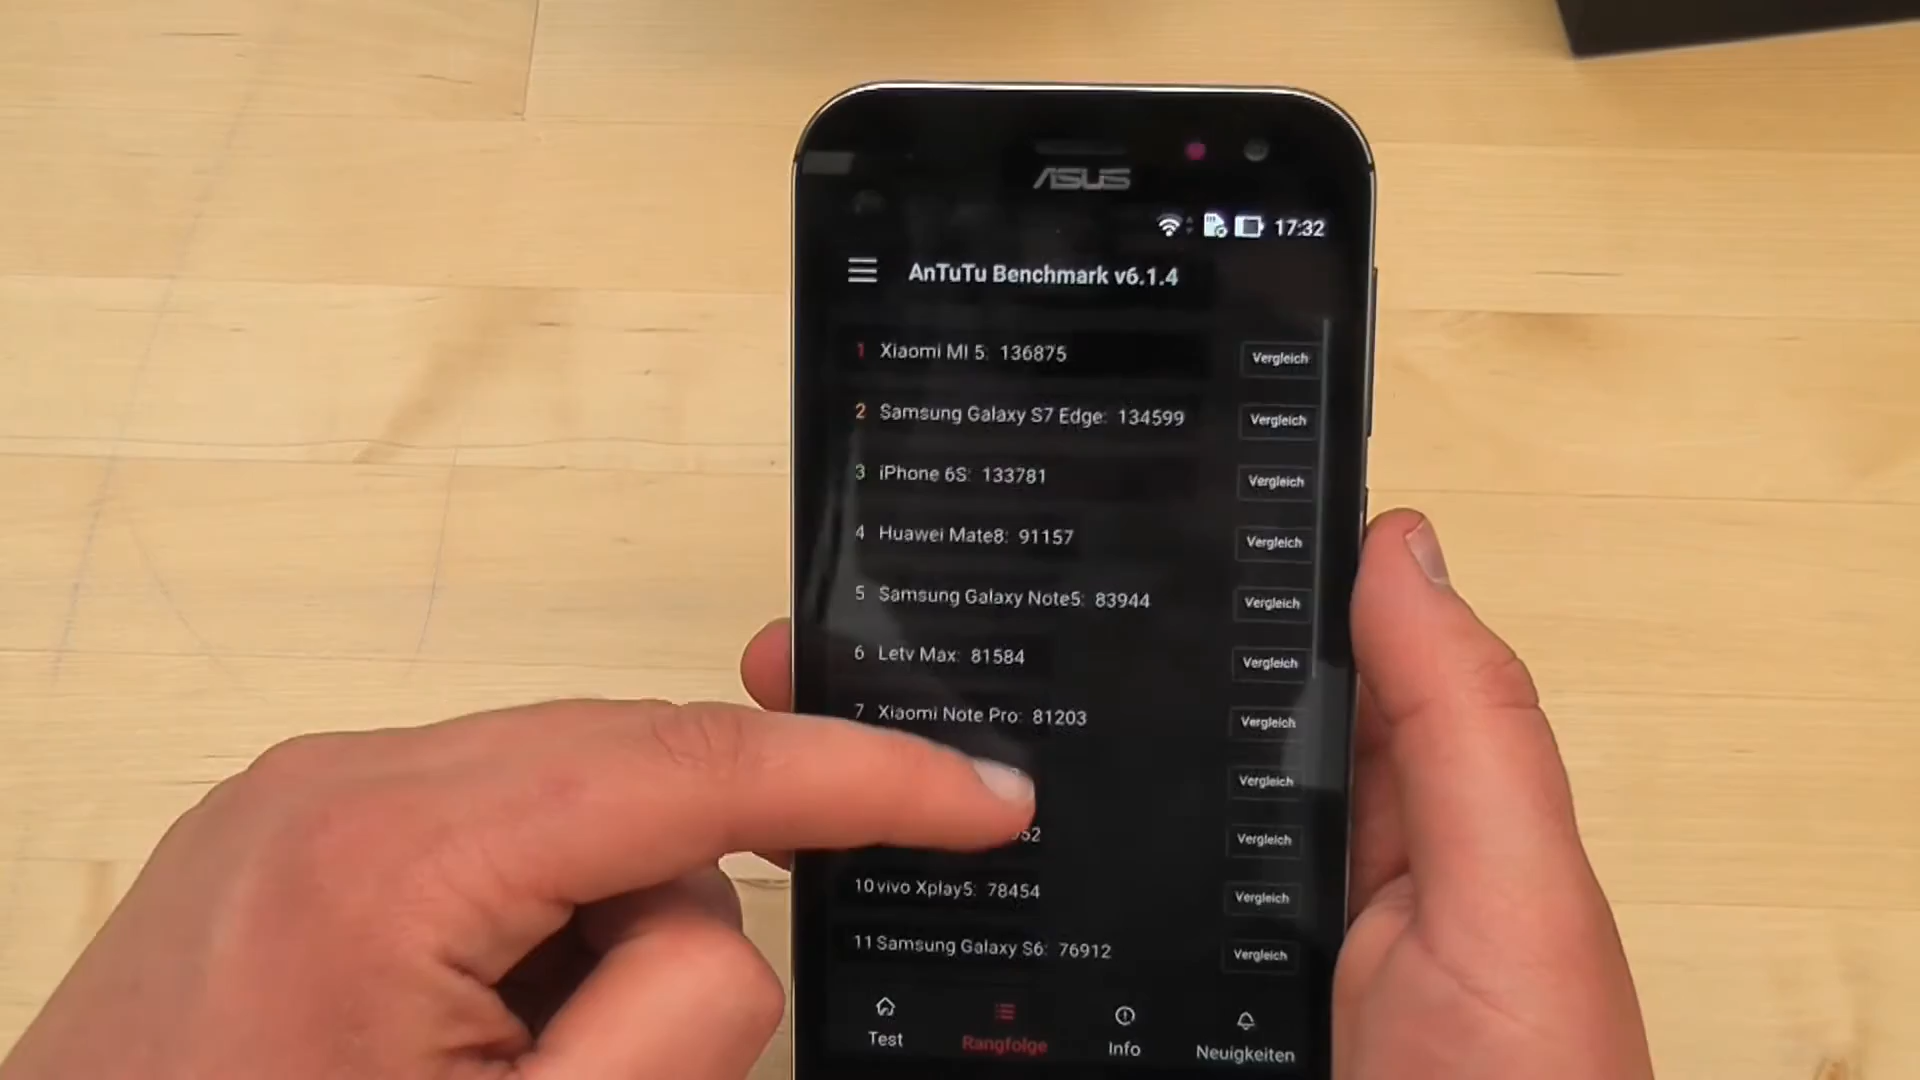 ASUS
17:32
AnTuTu Benchmark v6.1.4
1 Xiaomi MI 5: 136875 Vergleich
2 Samsung Galaxy S7 Edge: 134599 Vergleich
3 iPhone 6S: 133781 Vergleich
4 Huawei Mate8: 91157 Vergleich
5 Samsung Galaxy Note5: 83944 Vergleich
6 Letv Max: 81584 Vergleich
7 Xiaomi Note Pro: 81203 Vergleich
Vergleich
52 Vergleich
10 vivo Xplay5: 78454 Vergleich
11 Samsung Galaxy S6: 76912 Vergleich
Test Rangfolge Info Neuigkeiten